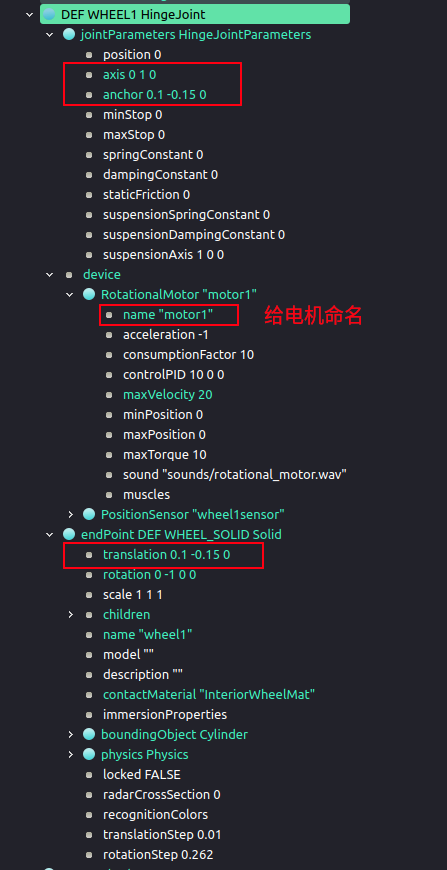 DEF WHEEL1 HingeJoint
jointParameters HingeJointParameters
position 0
axis 0 1 0
anchor 0.1 -0.15 0
minStop 0
maxStop 0
springConstant 0
dampingConstant 0
staticFriction 0
suspensionSpringConstant 0
suspensionDampingConstant 0
suspensionAxis 1 0 0
device
RotationalMotor "motor1"
name "motor1" 给电机命名
acceleration -1
consumptionFactor 10
controlPID 10 0 0
maxVelocity 20
minPosition 0
maxPosition 0
maxTorque 10
sound "sounds/rotational_motor.wav"
muscles
PositionSensor "wheel1sensor"
endPoint DEF WHEEL_SOLID Solid
translation 0.1 -0.15 0
rotation 0 -1 0 0
scale 1 1 1
children
name "wheel1"
model ""
description ""
contactMaterial "InteriorWheelMat"
immersionProperties
boundingObject Cylinder
physics Physics
locked FALSE
radarCrossSection 0
recognitionColors
translationStep 0.01
rotationStep 0.262